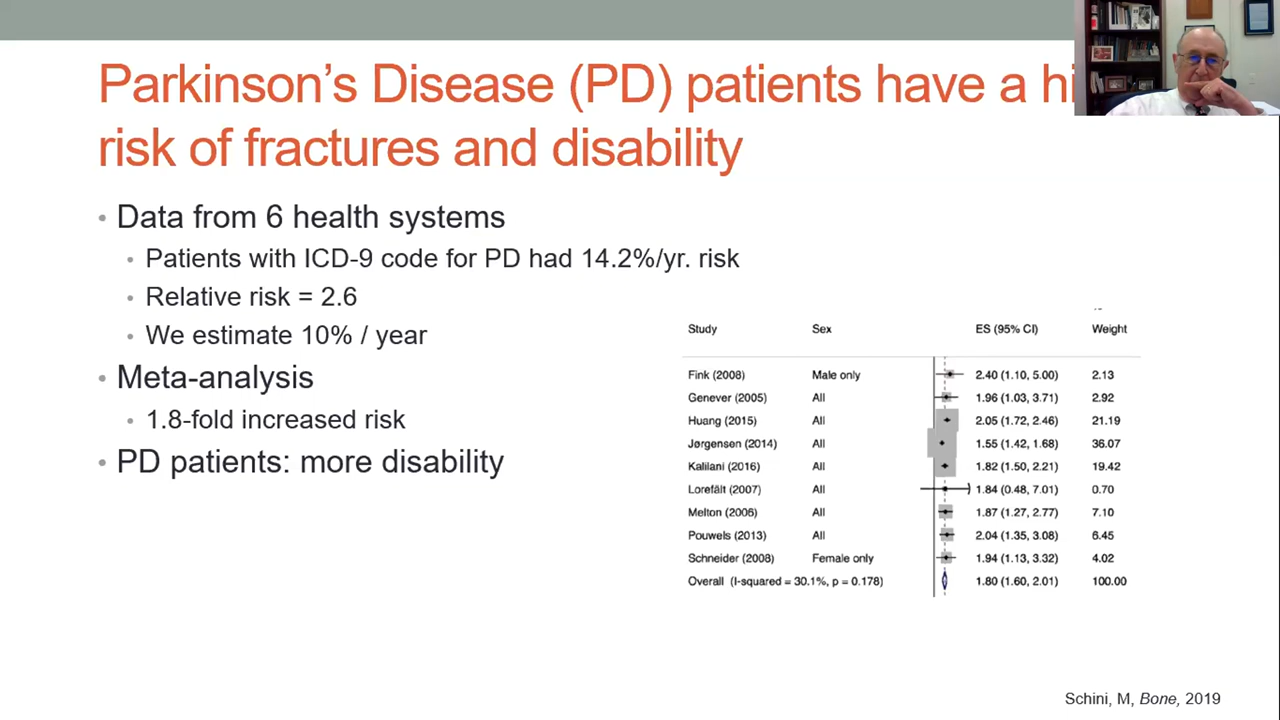 Parkinson's Disease (PD) patients have a
risk of fractures and disability
• Data from 6 health systems
• Patients with ICD-9 code for PD had 14.2%/yr. risk
• Relative risk = 2.6
• We estimate 10% / year
• Meta-analysis
• 1.8-fold increased risk
• PD patients: more disability
Study Sex ES (95% CI) Weight
Fink (2008) Male only 2.40 (1.10, 5.00) 2.13
Genever (2005) All 1.96 (1.03, 3.71) 2.92
Huang (2015) All 2.05 (1.72, 2.46) 21.19
Jørgensen (2014) All 1.55 (1.42, 1.68) 36.07
Kalilani (2016) All 1.82 (1.50, 2.21) 19.42
Lorefält (2007) All 1.84 (0.48, 7.01) 0.70
Melton (2006) All 1.87 (1.27, 2.77) 7.10
Pouwels (2013) All 2.04 (1.35, 3.08) 6.45
Schneider (2008) Female only 1.94 (1.13, 3.32) 4.02
Overall (I-squared = 30.1%, p = 0.178) 1.80 (1.60, 2.01) 100.00
Schini, M, Bone, 2019